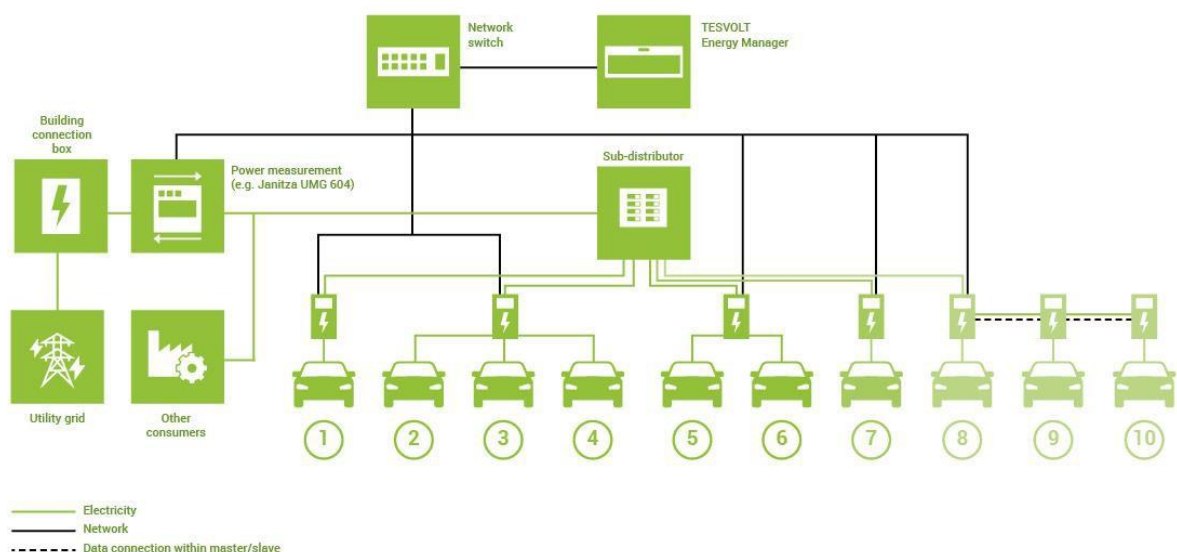 Network
switch
TESVOLT
Energy Manager
Building
connection
box
Power measurement
(e.g. Janitza UMG 604)
Sub-distributor
Utility grid
Other
consumers
1
2
3
4
5
6
7
8
9
10
Electricity
Network
Data connection within master/slave